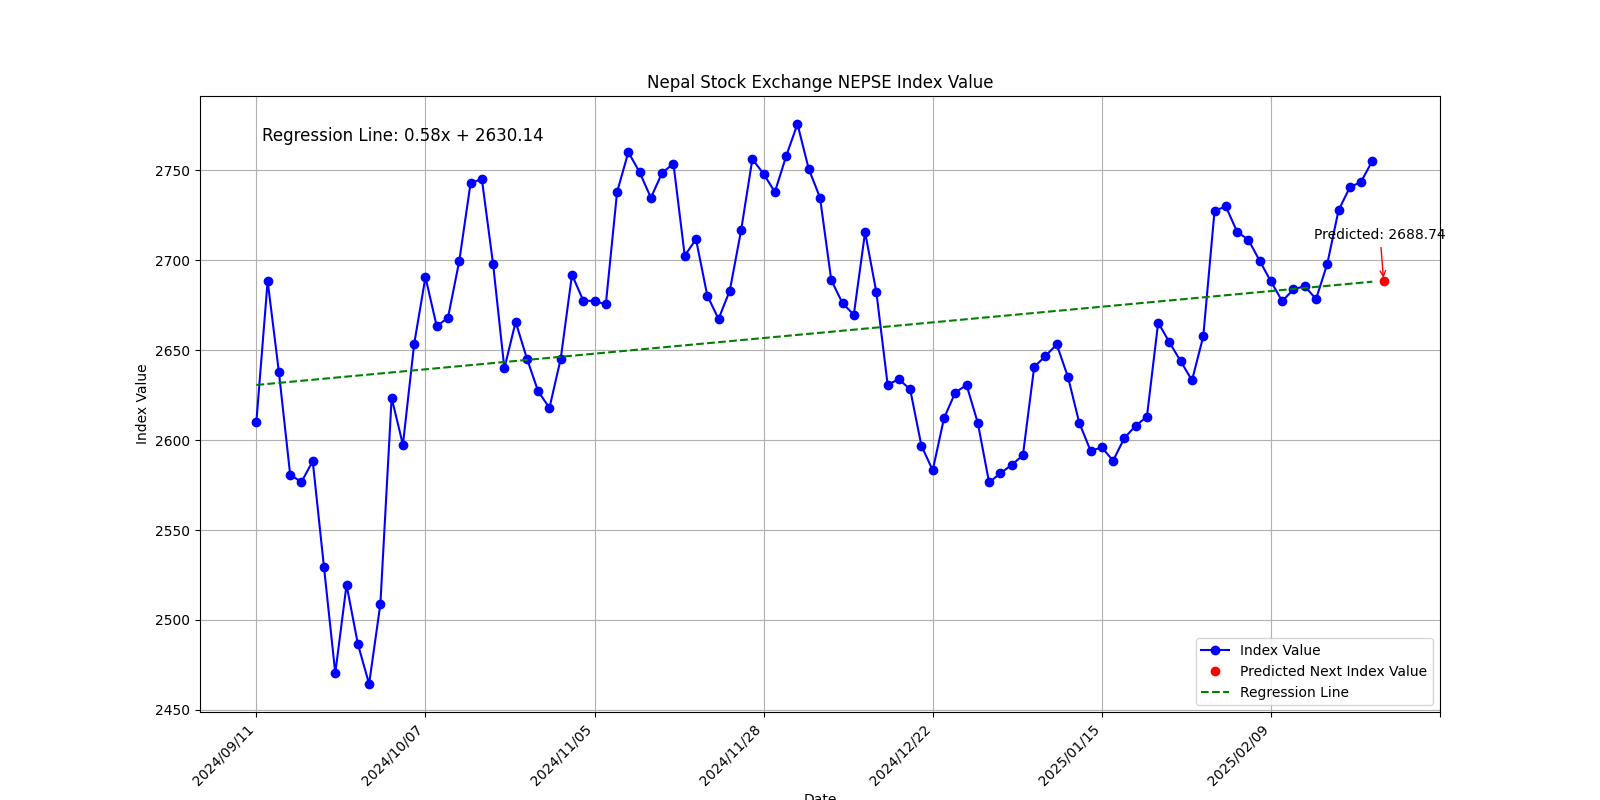 Nepal Stock Exchange NEPSE Index Value
Regression Line: 0.58x + 2630.14
2750
2700
2650
2600
2550
2500
2450
Index Value
Predicted: 2688.74
Index Value
Predicted Next Index Value
Regression Line
2024/09/11
2024/10/07
2024/11/05
2024/11/28
2024/12/22
2025/01/15
2025/02/09
Date